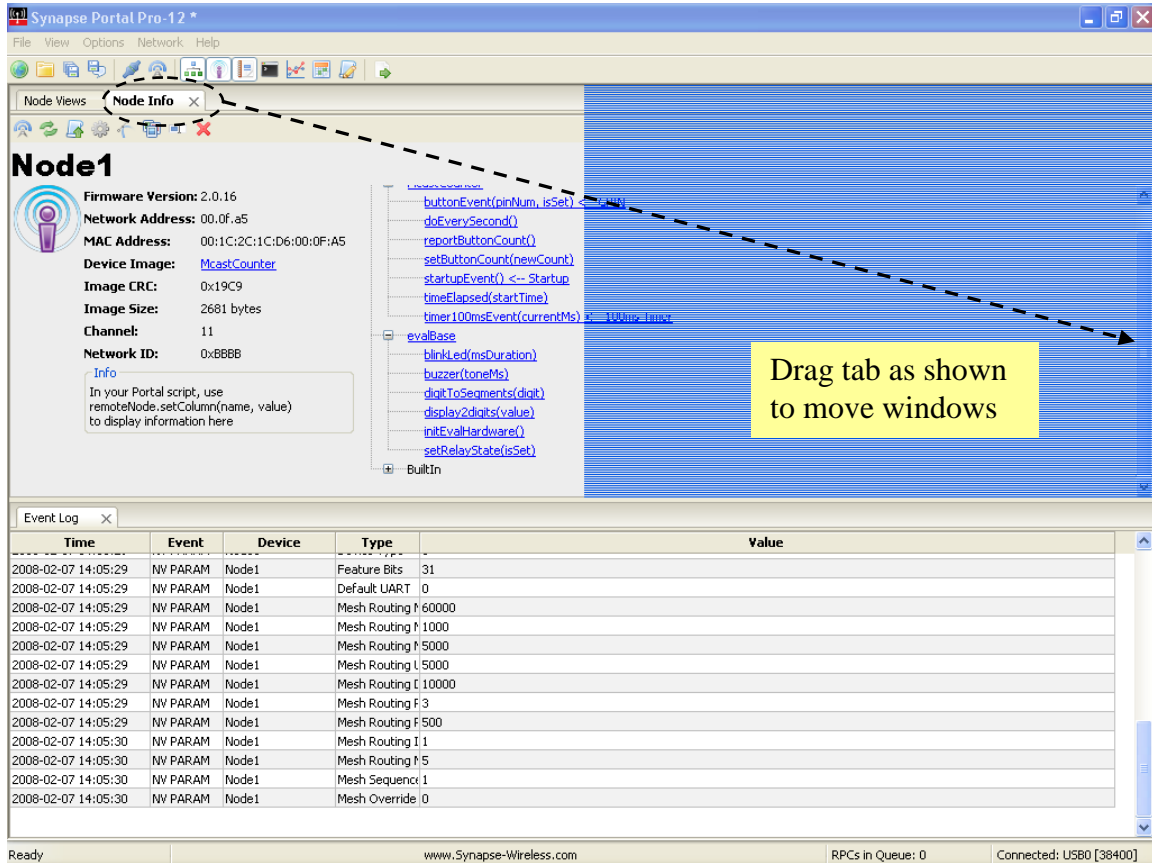 Synapse Portal Pro-12 *
File View Options Network Help
Node Views Node Info
Node1
Firmware Version: 2.0.16
Network Address: 00.0f.a5
MAC Address: 00:1C:2C:1C:D6:00:0F:A5
Device Image: McastCounter
Image CRC: 0x19C9
Image Size: 2681 bytes
Channel: 11
Network ID: 0xBBBB
Info
In your Portal script, use
remoteNode.setColumn(name, value)
to display information here
McastCounter
buttonEvent(pinNum, isSet) <--
doEverySecond()
reportButtonCount()
setButtonCount(newCount)
startupEvent() <-- Startup
timeElapsed(startTime)
timer100msEvent(currentMs) <-- 100ms Timer
evalBase
blinkLed(msDuration)
buzzer(toneMs)
digitToSegments(digit)
display2digits(value)
initEvalHardware()
setRelayState(isSet)
BuiltIn
Drag tab as shown
to move windows
Event Log
Time Event Device Type Value
2008-02-07 14:05:29 NV PARAM Node1 Feature Bits 31
2008-02-07 14:05:29 NV PARAM Node1 Default UART 0
2008-02-07 14:05:29 NV PARAM Node1 Mesh Routing 60000
2008-02-07 14:05:29 NV PARAM Node1 Mesh Routing 1000
2008-02-07 14:05:29 NV PARAM Node1 Mesh Routing 5000
2008-02-07 14:05:29 NV PARAM Node1 Mesh Routing 5000
2008-02-07 14:05:29 NV PARAM Node1 Mesh Routing 10000
2008-02-07 14:05:29 NV PARAM Node1 Mesh Routing 3
2008-02-07 14:05:29 NV PARAM Node1 Mesh Routing 500
2008-02-07 14:05:30 NV PARAM Node1 Mesh Routing 1
2008-02-07 14:05:30 NV PARAM Node1 Mesh Routing 5
2008-02-07 14:05:30 NV PARAM Node1 Mesh Sequence 1
2008-02-07 14:05:30 NV PARAM Node1 Mesh Override 0
Ready www.Synapse-Wireless.com RPCs in Queue: 0 Connected: USB0 [38400]